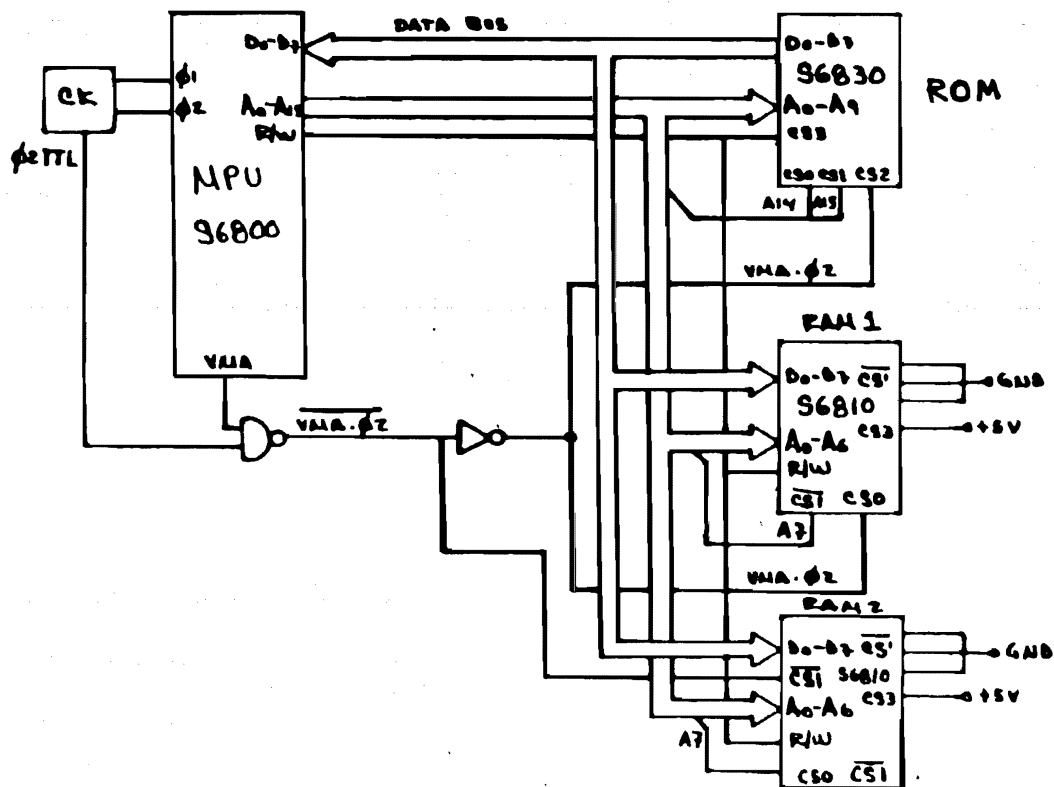 DATA BUS
D0-D7
CK
φ1
φ2
φ2TTL
A0-A15
R/W
MPU
S6800
VMA
D0-D7
S6830
ROM
A0-A9
CS3
CS0 CS1 CS2
A14 A15
VMA·φ2
VMA·φ2
RAM 1
D0-D7 CS'
S6810
GND
CS3
+5V
A0-A6
R/W
CS1 CS0
A7
VMA·φ2
RAM 2
D0-D7 CS'
CS1 S6810
GND
CS3
+5V
A0-A6
A7
R/W
CS0 CS1